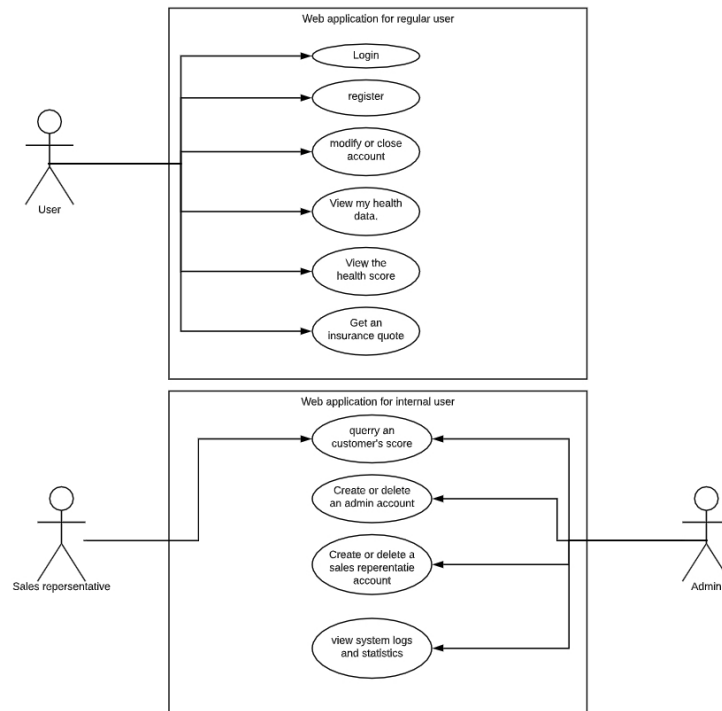 Web application for regular user
Login
register
modify or close
account
User
View my health
data.
View the
health score
Get an
insurance quote
Web application for internal user
querry an
customer's score
Create or delete
an admin account
Create or delete a
sales reperentatie
account
Sales repersentative
Admin
view system logs
and statistics